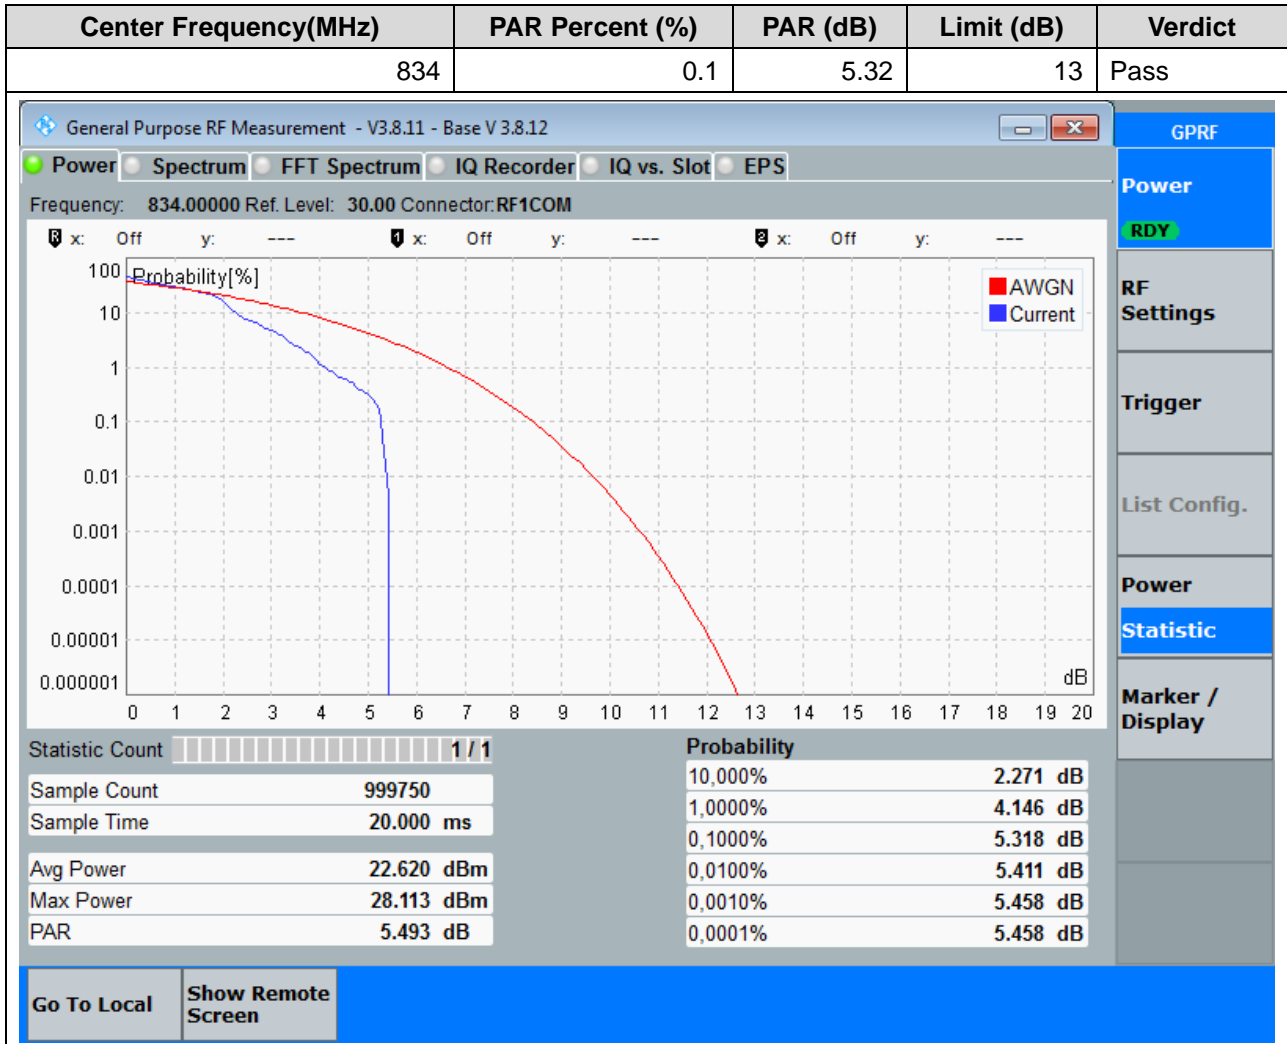 Center Frequency(MHz) PAR Percent (%) PAR (dB) Limit (dB) Verdict
834 0.1 5.32 13 Pass
General Purpose RF Measurement - V3.8.11 - Base V 3.8.12
GPRF
Power Spectrum FFT Spectrum IQ Recorder IQ vs. Slot EPS
Power
RDY
Frequency: 834.00000 Ref. Level: 30.00 Connector:RF1COM
R x: Off y: --- 1 x: Off y: --- 2 x: Off y: ---
Probability[%]
AWGN
Current
100
10
1
0.1
0.01
0.001
0.0001
0.00001
0.000001
dB
0 1 2 3 4 5 6 7 8 9 10 11 12 13 14 15 16 17 18 19 20
RF
Settings
Trigger
List Config.
Power
Statistic
Marker /
Display
Statistic Count 1 / 1
Sample Count 999750
Sample Time 20.000 ms
Avg Power 22.620 dBm
Max Power 28.113 dBm
PAR 5.493 dB
Probability
10,000% 2.271 dB
1,0000% 4.146 dB
0,1000% 5.318 dB
0,0100% 5.411 dB
0,0010% 5.458 dB
0,0001% 5.458 dB
Go To Local
Show Remote
Screen